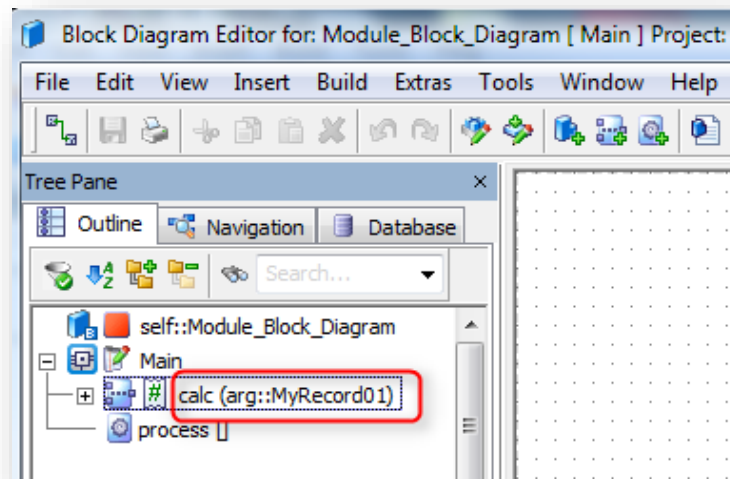 Block Diagram Editor for: Module_Block_Diagram [ Main ] Project:
File Edit View Insert Build Extras Tools Window Help
Tree Pane
Outline Navigation Database
Search...
self::Module_Block_Diagram
Main
# calc (arg::MyRecord01)
process []